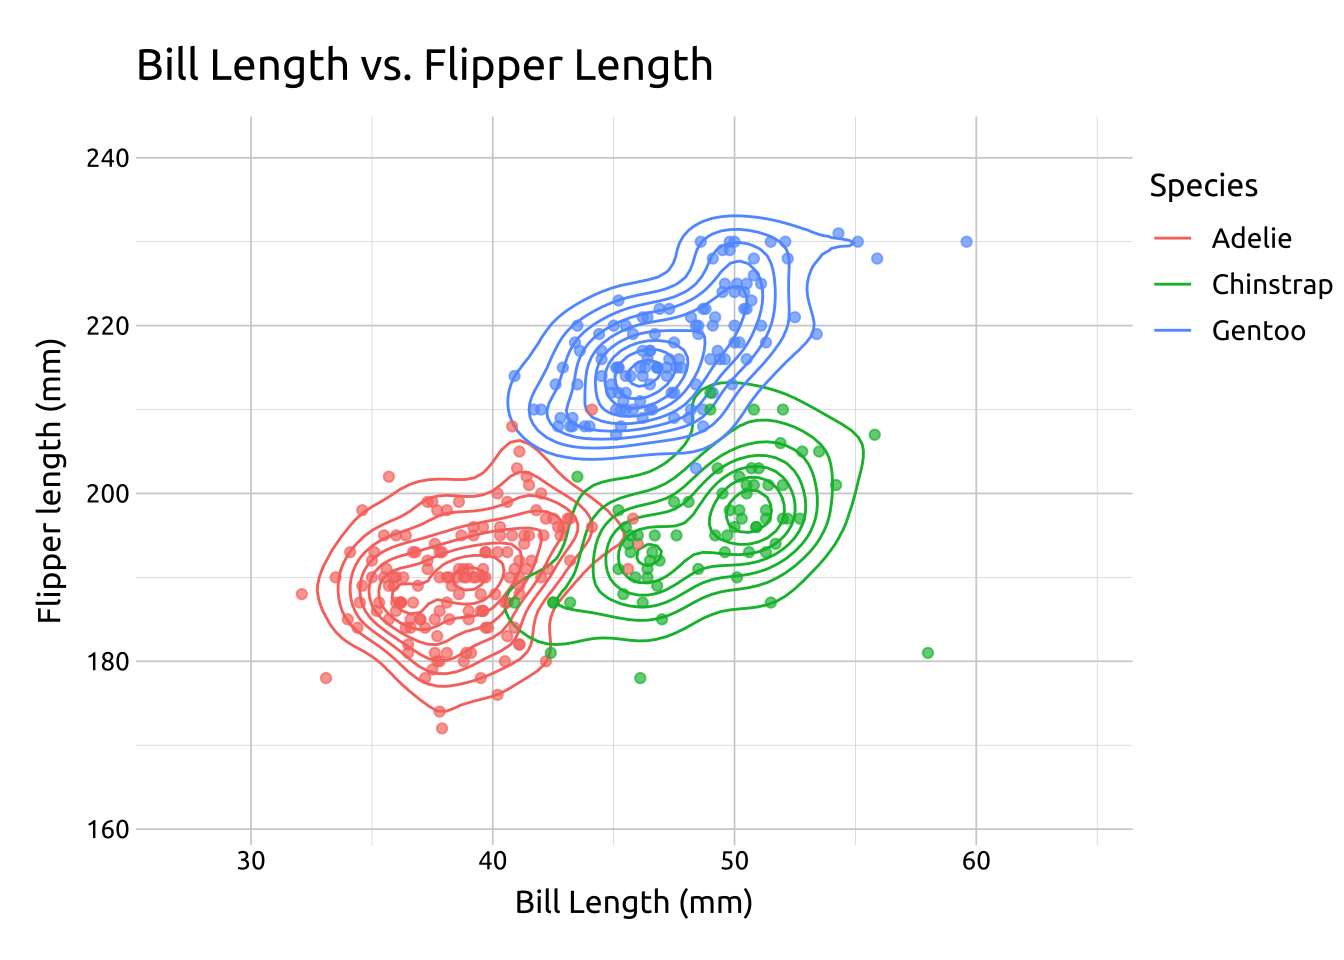 Bill Length vs. Flipper Length
Species
Adelie
Chinstrap
Gentoo
Flipper length (mm)
240
220
200
180
160
30 40 50 60
Bill Length (mm)